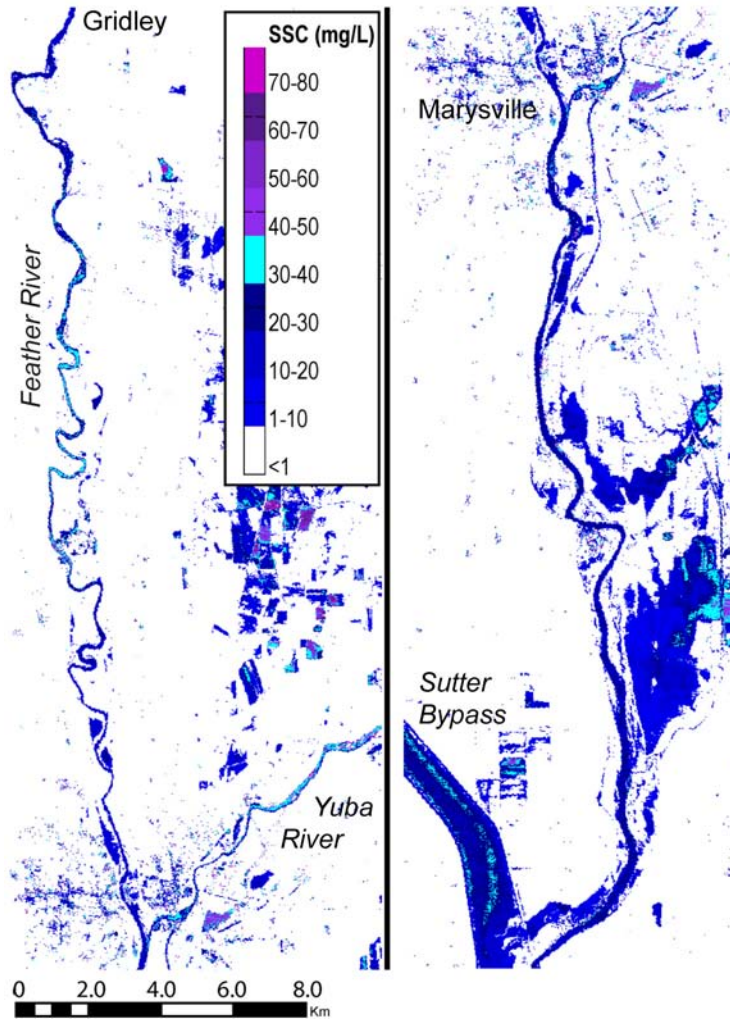 Gridley
SSC (mg/L)
70-80
60-70
50-60
40-50
30-40
20-30
10-20
1-10
<1
Feather River
Yuba
River
0.0 2.0 4.0 6.0 8.0
Km
Marysville
Sutter
Bypass